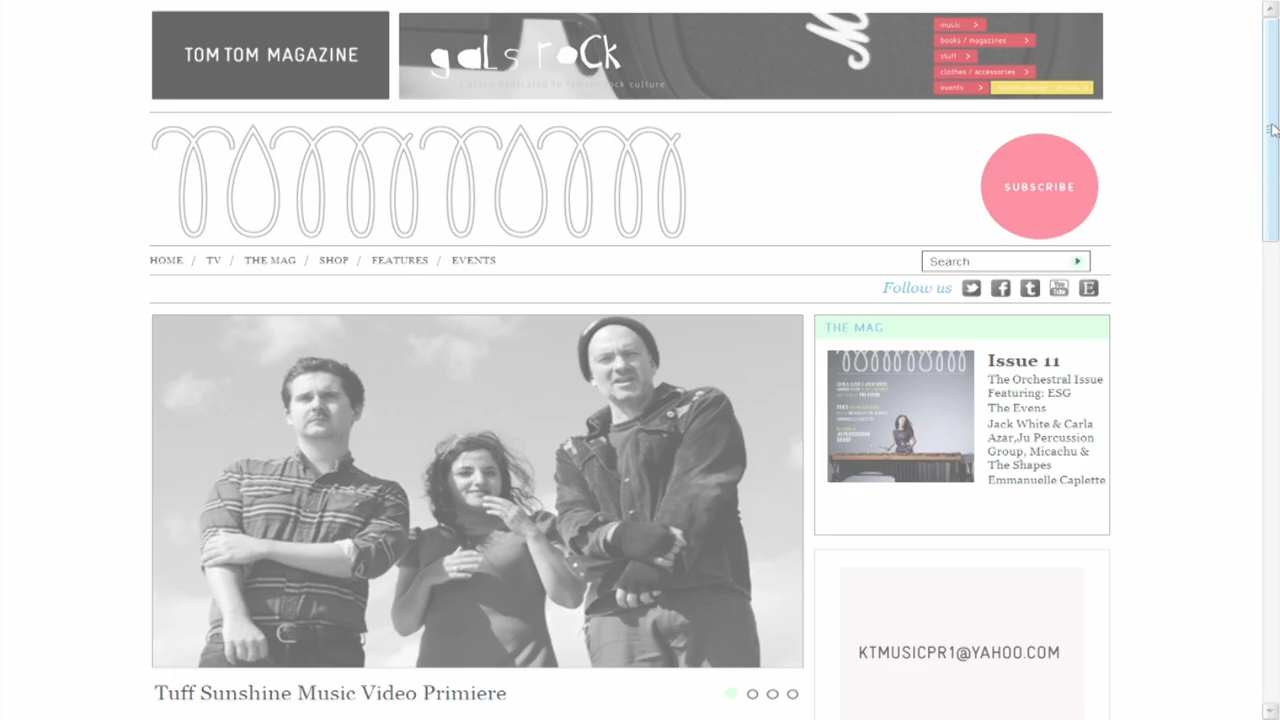 TOM TOM MAGAZINE
gals rock
a place dedicated to female rock culture
music
books / magazines
stuff
clothes / accessories
events
TOMTOM
SUBSCRIBE
HOME / TV / THE MAG / SHOP / FEATURES / EVENTS
Search
Follow us
You Tube
THE MAG
Issue 11
The Orchestral Issue
Featuring: ESG
The Evens
Jack White & Carla
Azar,Ju Percussion
Group, Micachu &
The Shapes
Emmanuelle Caplette
KTMUSICPR1@YAHOO.COM
Tuff Sunshine Music Video Primiere